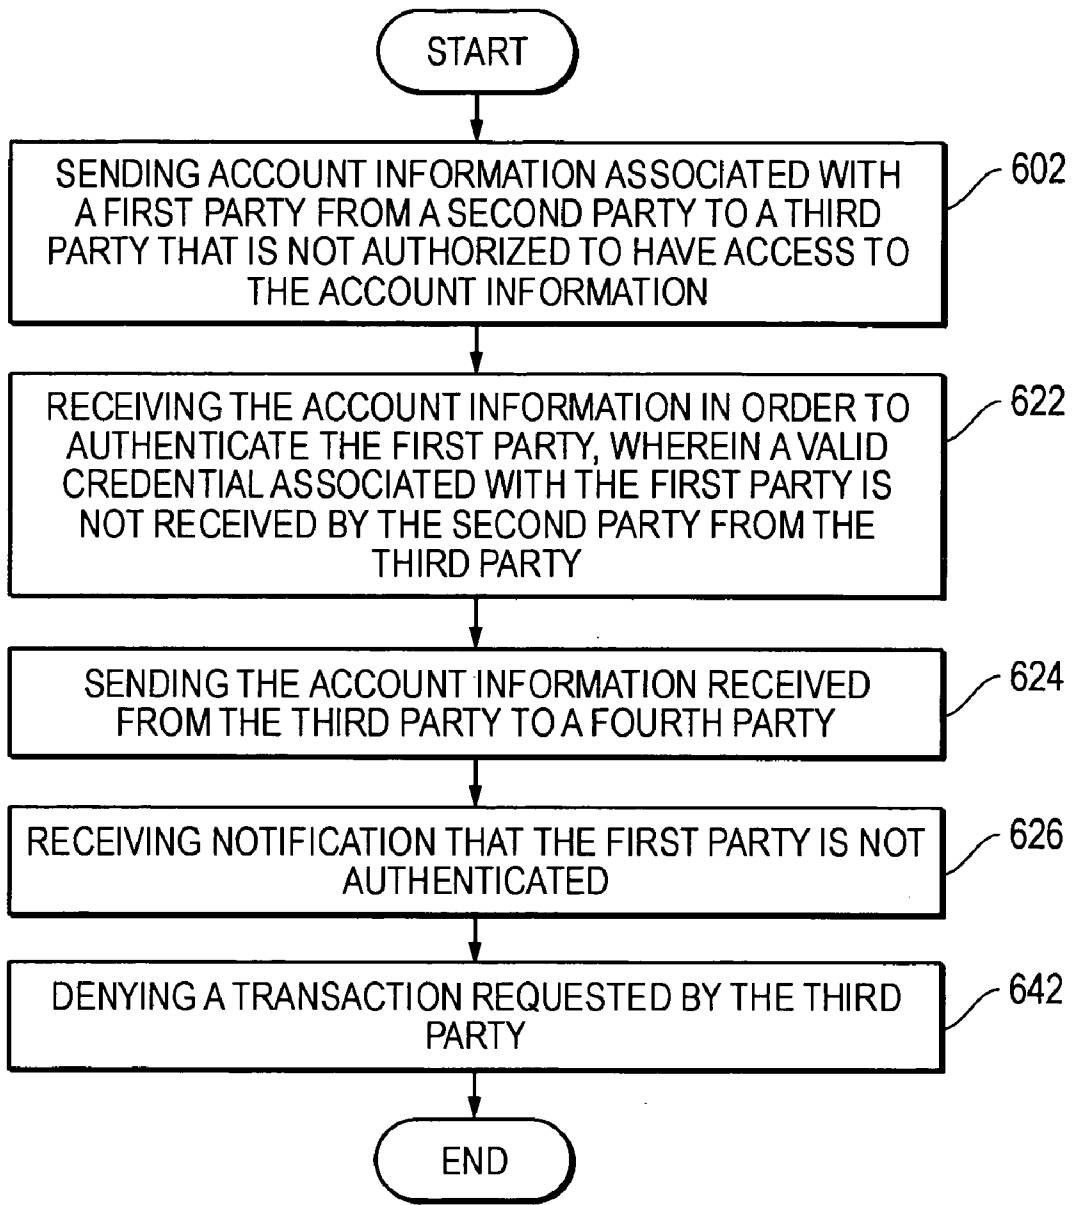 START
SENDING ACCOUNT INFORMATION ASSOCIATED WITH
A FIRST PARTY FROM A SECOND PARTY TO A THIRD
PARTY THAT IS NOT AUTHORIZED TO HAVE ACCESS TO
THE ACCOUNT INFORMATION
602
RECEIVING THE ACCOUNT INFORMATION IN ORDER TO
AUTHENTICATE THE FIRST PARTY, WHEREIN A VALID
CREDENTIAL ASSOCIATED WITH THE FIRST PARTY IS
NOT RECEIVED BY THE SECOND PARTY FROM THE
THIRD PARTY
622
SENDING THE ACCOUNT INFORMATION RECEIVED
FROM THE THIRD PARTY TO A FOURTH PARTY
624
RECEIVING NOTIFICATION THAT THE FIRST PARTY IS NOT
AUTHENTICATED
626
DENYING A TRANSACTION REQUESTED BY THE THIRD
PARTY
642
END